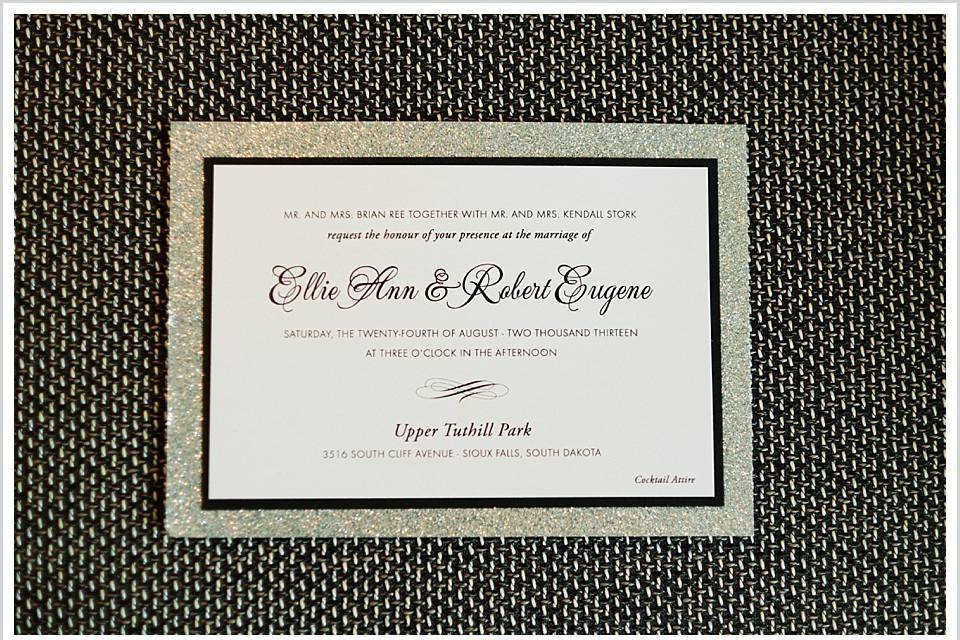 MR. AND MRS. BRIAN REE TOGETHER WITH MR. AND MRS. KENDALL STORK
request the honour of your presence at the marriage of
Ellie Ann & Robert Eugene
SATURDAY, THE TWENTY-FOURTH OF AUGUST - TWO THOUSAND THIRTEEN
AT THREE O'CLOCK IN THE AFTERNOON
Upper Tuthill Park
3516 SOUTH CLIFF AVENUE - SIOUX FALLS, SOUTH DAKOTA
Cocktail Attire